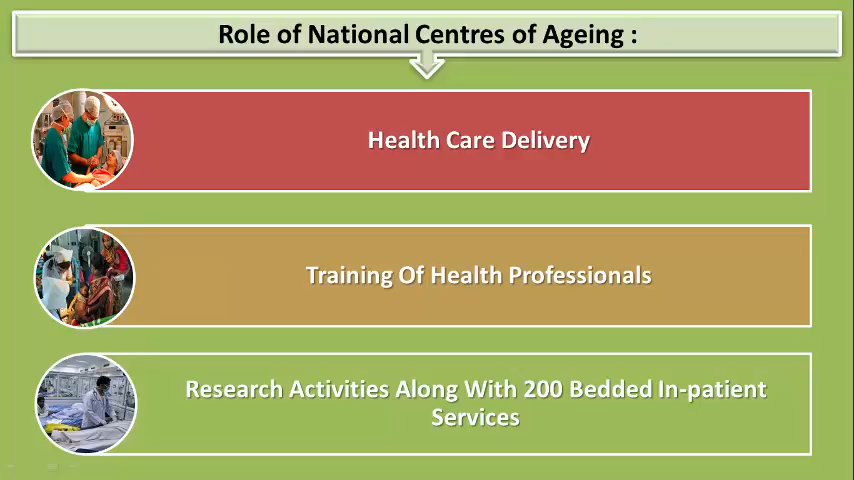 Role of National Centres of Ageing :
Health Care Delivery
Training Of Health Professionals
Research Activities Along With 200 Bedded In-patient
Services